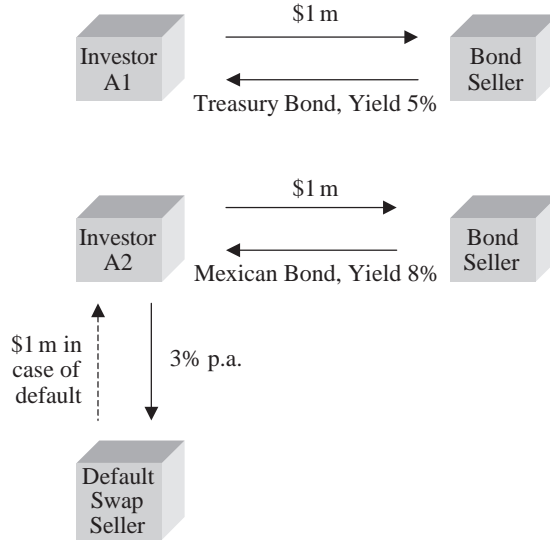 $1 m
Investor
A1
Bond
Seller
Treasury Bond, Yield 5%
$1 m
Investor
A2
Bond
Seller
Mexican Bond, Yield 8%
$1 m in
case of
default
3% p.a.
Default
Swap
Seller